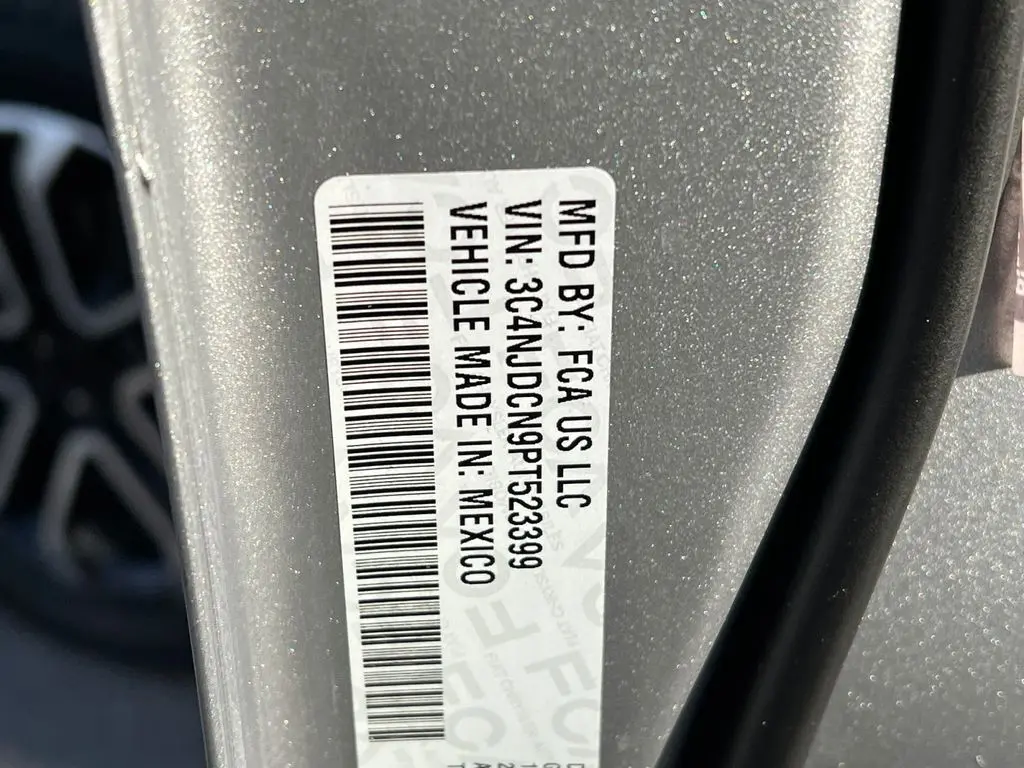 MFD BY: FCA US LLC
VIN: 3C4NJDCN9PT523399
VEHICLE MADE IN: MEXICO